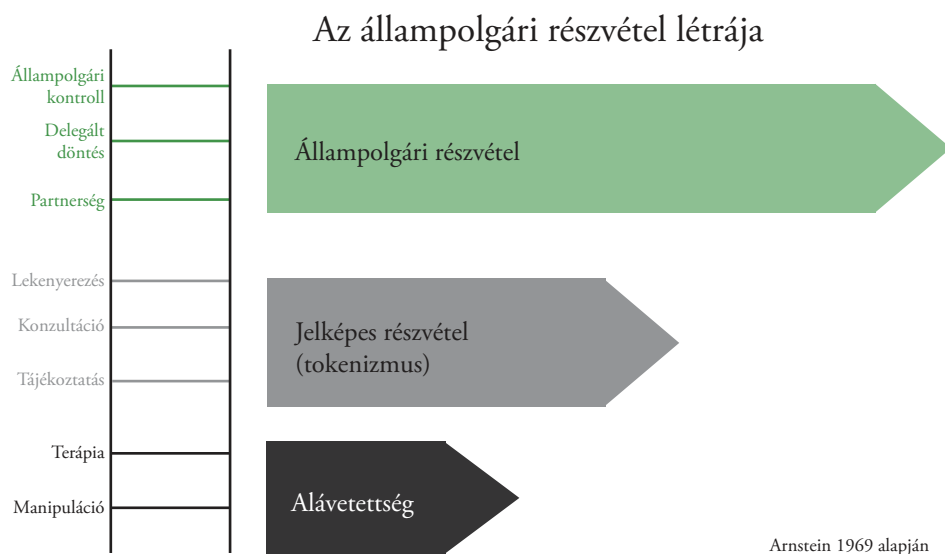 Az állampolgári részvétel létrája
Állampolgári
kontroll
Delegált
döntés
Partnerség
Állampolgári részvétel
Lekenyerezés
Konzultáció
Tájékoztatás
Jelképes részvétel
(tokenizmus)
Terápia
Manipuláció
Alávetettség
Arnstein 1969 alapján